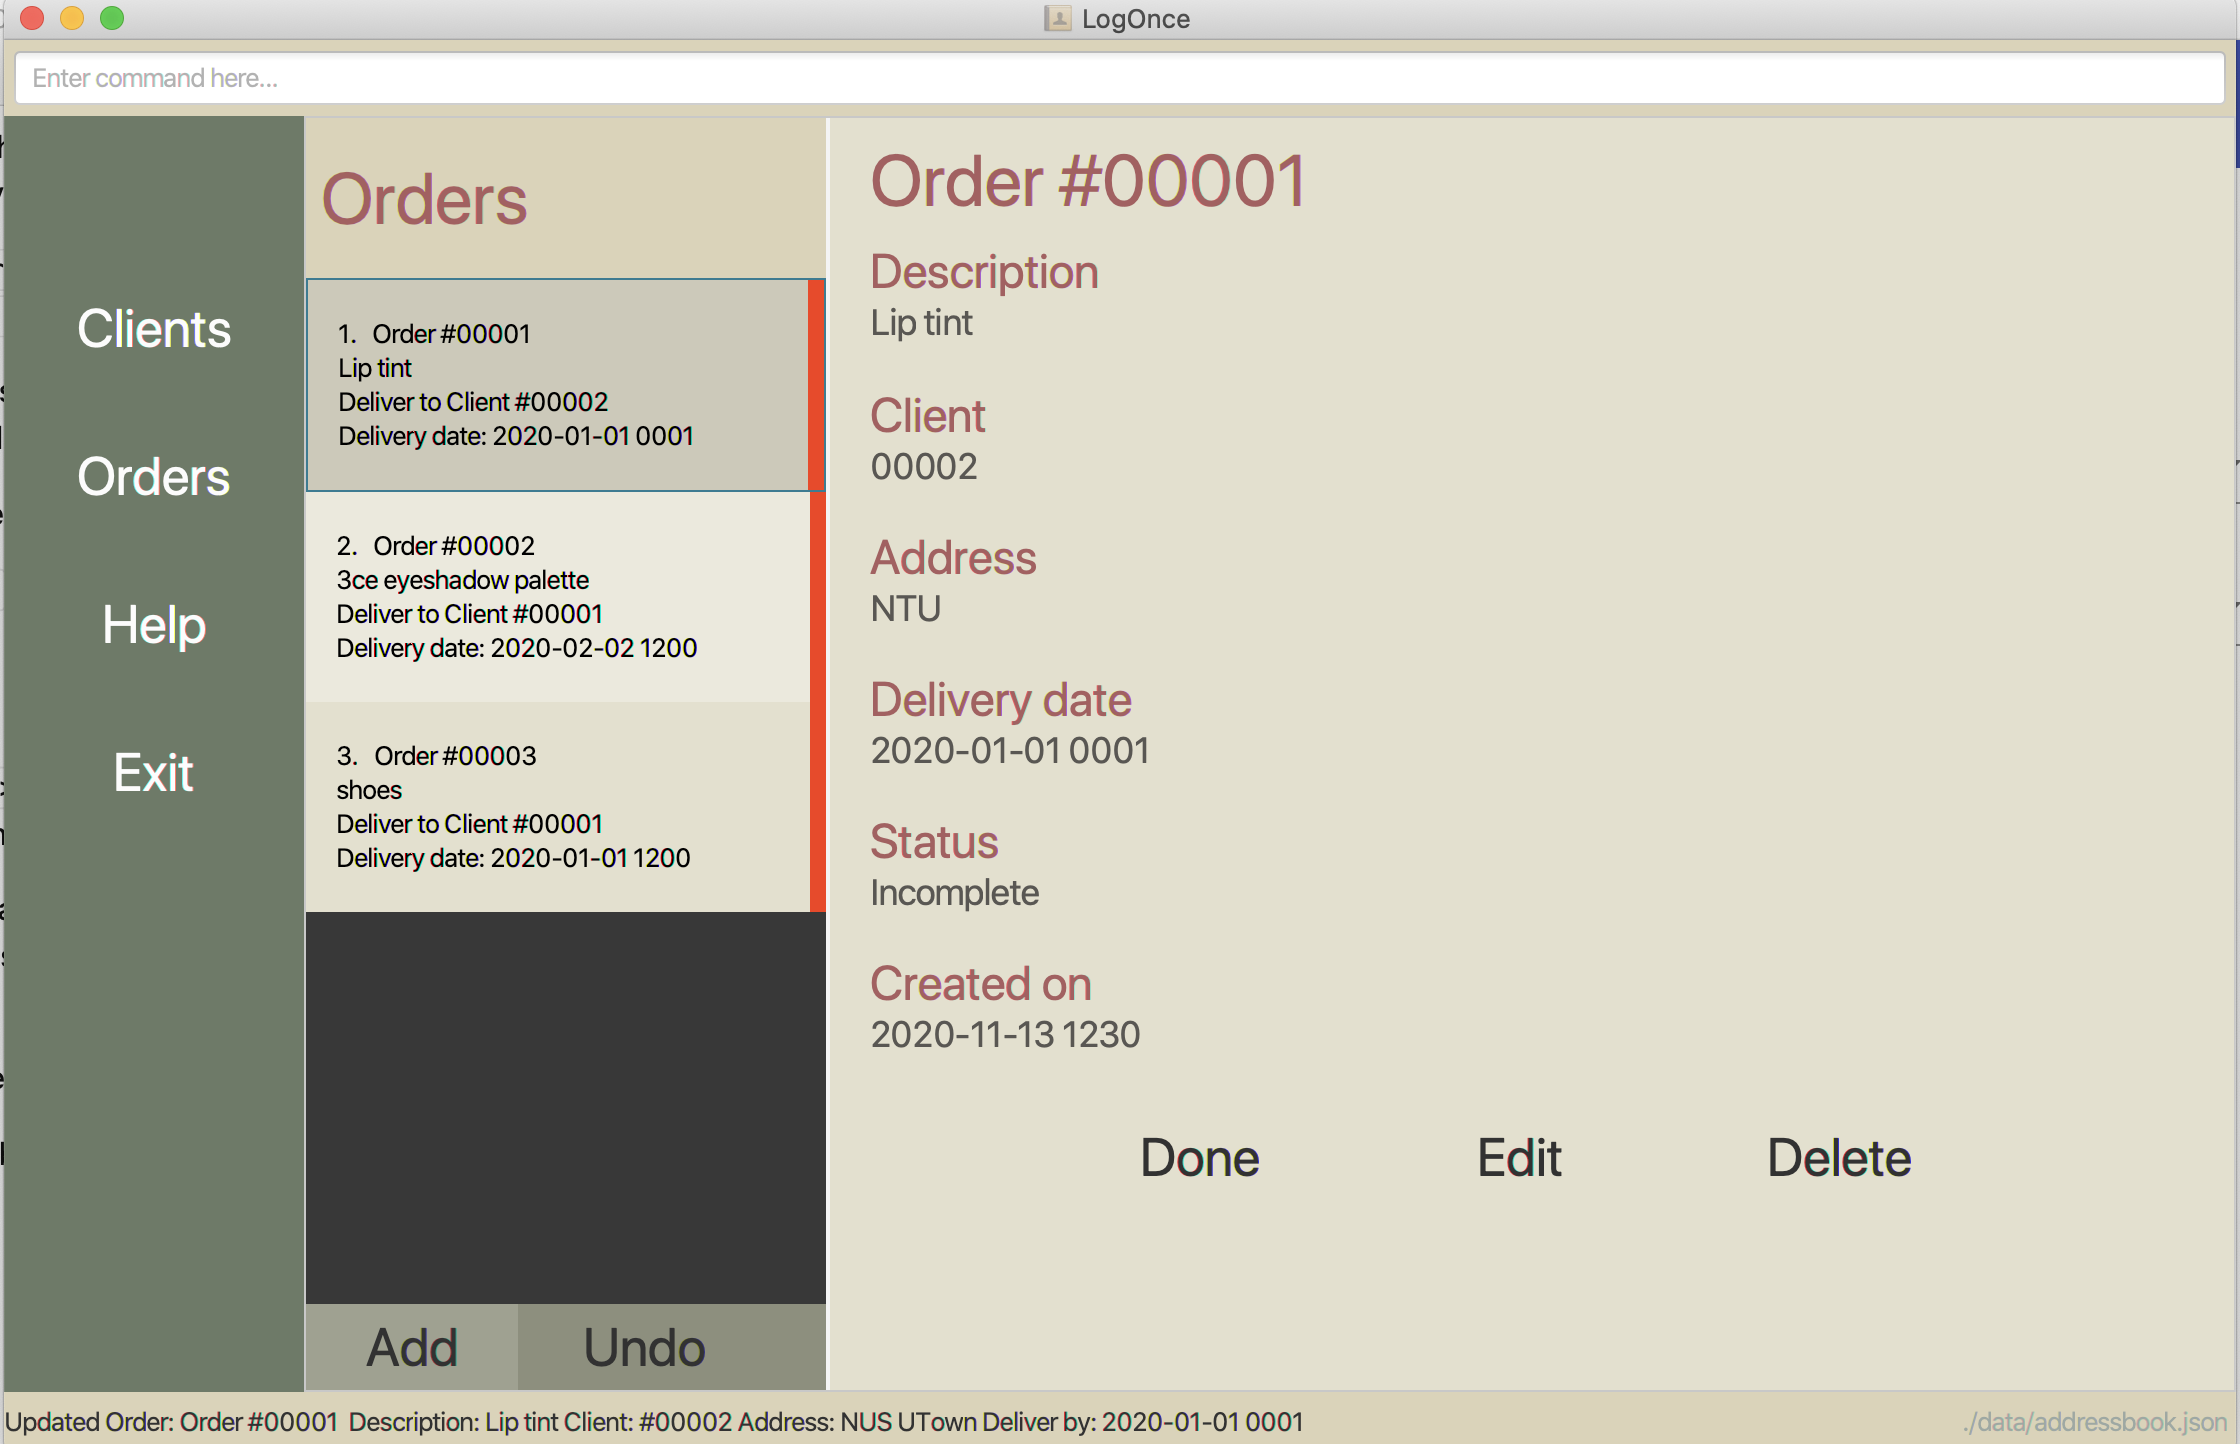 LogOnce
Enter command here...
Clients
Orders
Help
Exit
Orders
1. Order #00001
Lip tint
Deliver to Client #00002
Delivery date: 2020-01-01 0001
2. Order #00002
3ce eyeshadow palette
Deliver to Client #00001
Delivery date: 2020-02-02 1200
3. Order #00003
shoes
Deliver to Client #00001
Delivery date: 2020-01-01 1200
Add
Undo
Order #00001
Description
Lip tint
Client
00002
Address
NTU
Delivery date
2020-01-01 0001
Status
Incomplete
Created on
2020-11-13 1230
Done
Edit
Delete
Updated Order: Order #00001 Description: Lip tint Client: #00002 Address: NUS UTown Deliver by: 2020-01-01 0001
./data/addressbook.json